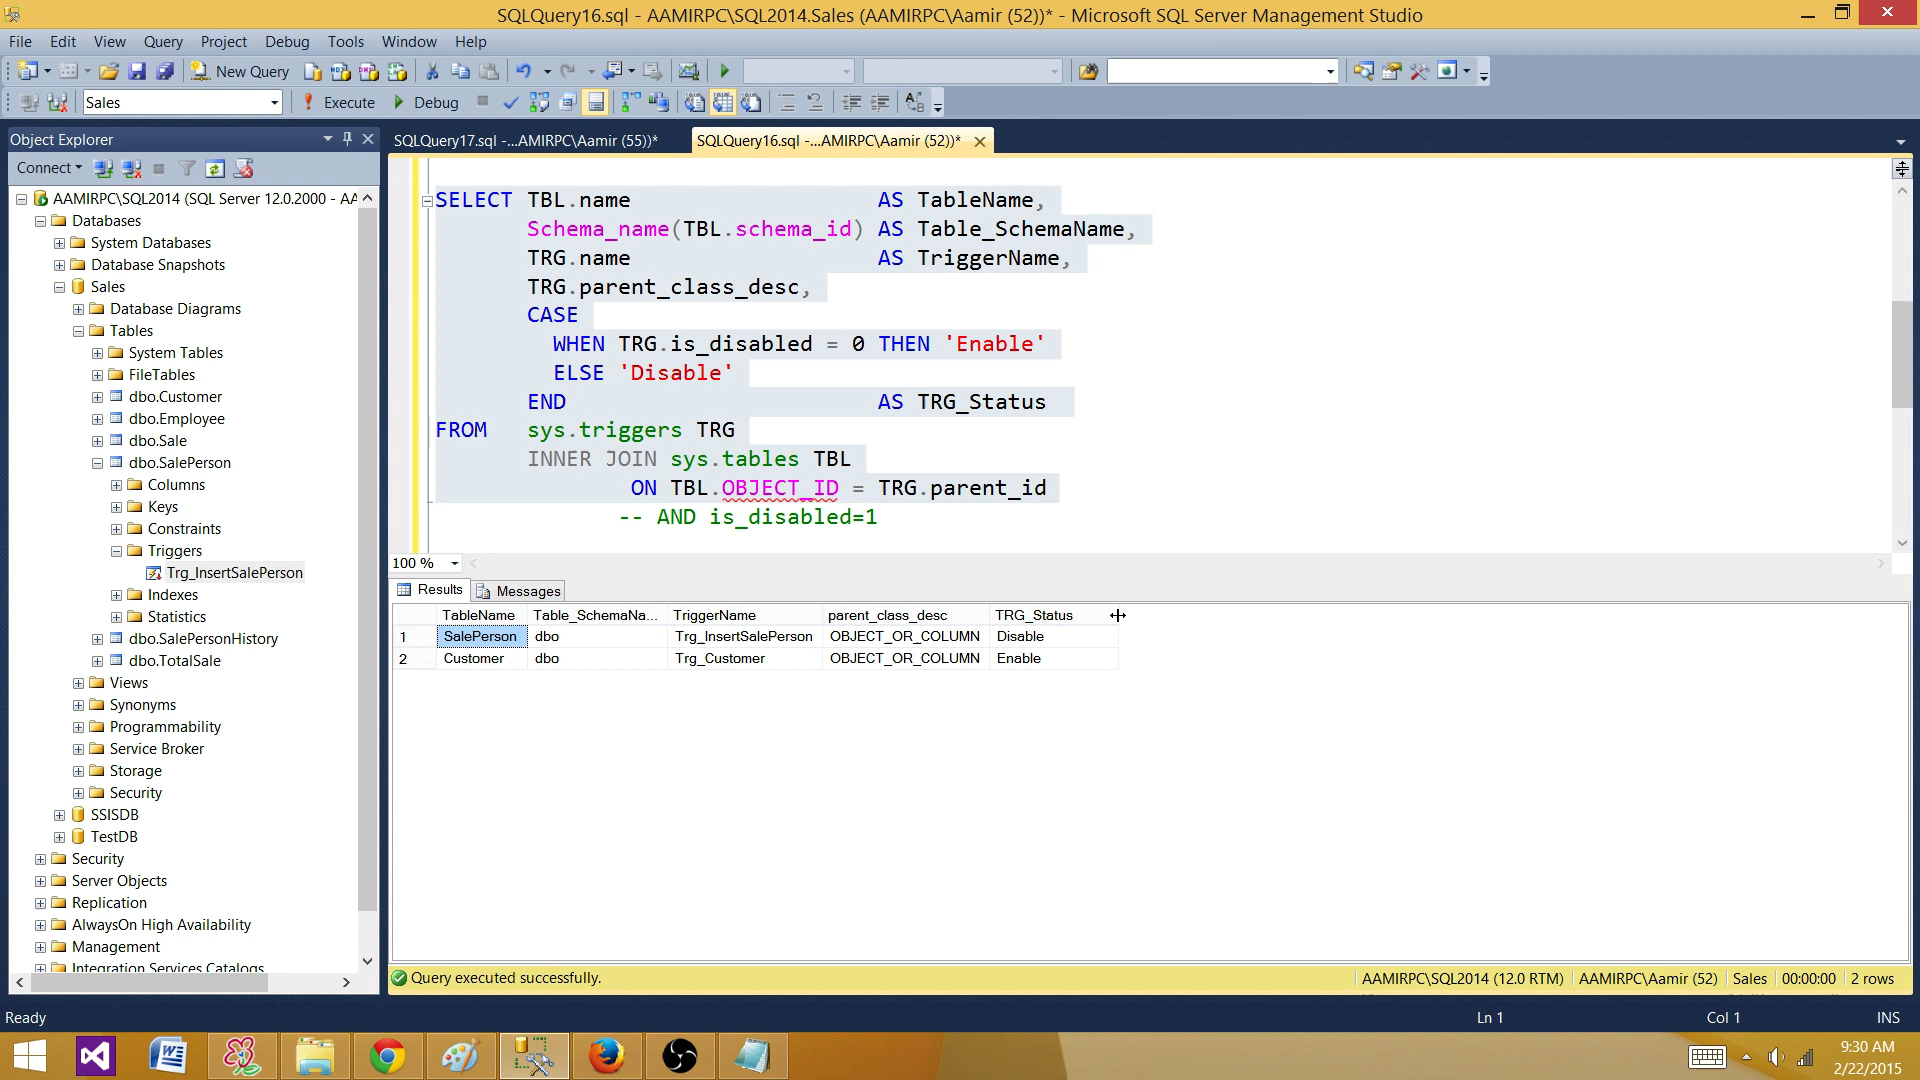 SQLQuery16.sql - AAMIRPC\SQL2014.Sales (AAMIRPC\Aamir (52))* - Microsoft SQL Server Management Studio
File Edit View Query Project Debug Tools Window Help
New Query
Sales Execute Debug
Object Explorer
Connect
AAMIRPC\SQL2014 (SQL Server 12.0.2000 - AA
Databases
System Databases
Database Snapshots
Sales
Database Diagrams
Tables
System Tables
FileTables
dbo.Customer
dbo.Employee
dbo.Sale
dbo.SalePerson
Columns
Keys
Constraints
Triggers
Trg_InsertSalePerson
Indexes
Statistics
dbo.SalePersonHistory
dbo.TotalSale
Views
Synonyms
Programmability
Service Broker
Storage
Security
SSISDB
TestDB
Security
Server Objects
Replication
AlwaysOn High Availability
Management
Integration Services Catalogs
SQLQuery17.sql -...AMIRPC\Aamir (55))* SQLQuery16.sql -...AMIRPC\Aamir (52))*
SELECT TBL.name AS TableName,
Schema_name(TBL.schema_id) AS Table_SchemaName,
TRG.name AS TriggerName,
TRG.parent_class_desc,
CASE
WHEN TRG.is_disabled = 0 THEN 'Enable'
ELSE 'Disable'
END AS TRG_Status
FROM sys.triggers TRG
INNER JOIN sys.tables TBL
ON TBL.OBJECT_ID = TRG.parent_id
-- AND is_disabled=1
100 %
Results Messages
TableName Table_SchemaNa... TriggerName parent_class_desc TRG_Status
1 SalePerson dbo Trg_InsertSalePerson OBJECT_OR_COLUMN Disable
2 Customer dbo Trg_Customer OBJECT_OR_COLUMN Enable
Query executed successfully. AAMIRPC\SQL2014 (12.0 RTM) AAMIRPC\Aamir (52) Sales 00:00:00 2 rows
Ready Ln 1 Col 1 INS
9:30 AM
2/22/2015